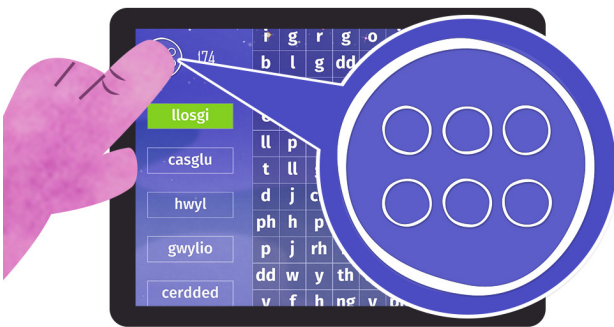 174
i g r g o
b l g dd
llosgi
ll p
casglu
t ll
d j
hwyl
ph h p
gwylio
p j rh
dd w y th
cerdded
f h ng